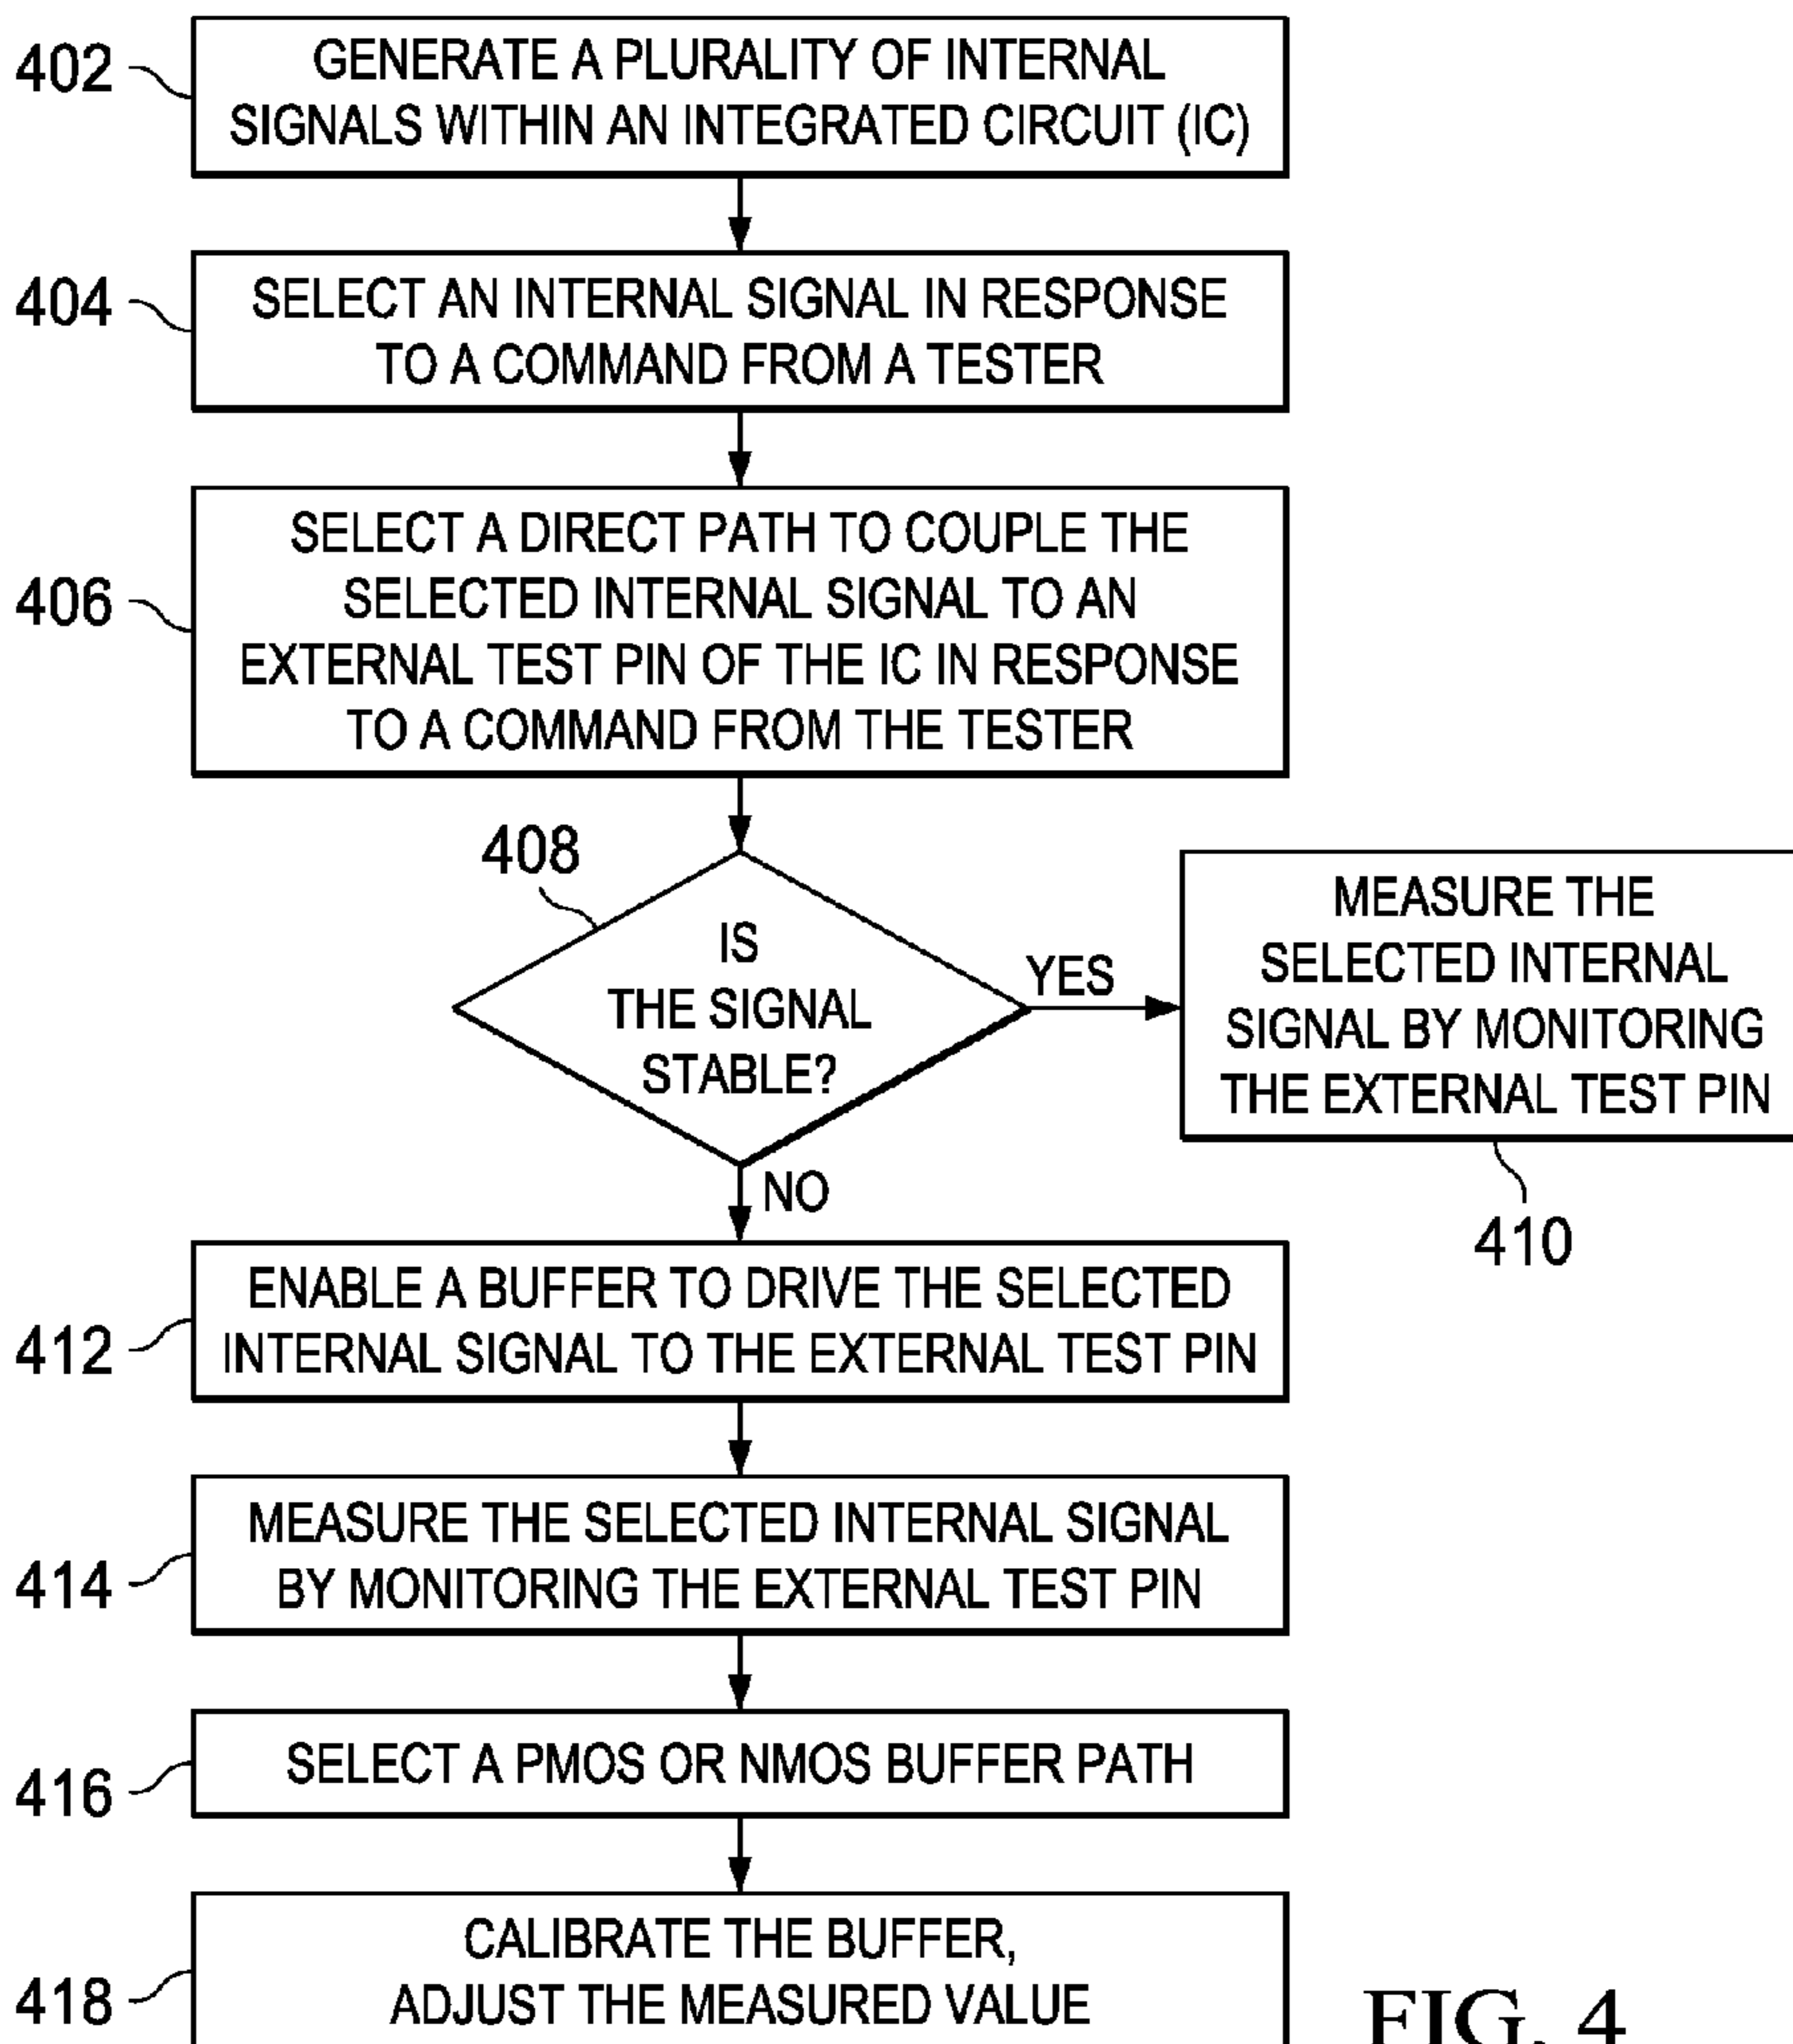 402
GENERATE A PLURALITY OF INTERNAL
SIGNALS WITHIN AN INTEGRATED CIRCUIT (IC)
404
SELECT AN INTERNAL SIGNAL IN RESPONSE
TO A COMMAND FROM A TESTER
406
SELECT A DIRECT PATH TO COUPLE THE
SELECTED INTERNAL SIGNAL TO AN
EXTERNAL TEST PIN OF THE IC IN RESPONSE
TO A COMMAND FROM THE TESTER
408
IS
THE SIGNAL
STABLE?
YES
MEASURE THE
SELECTED INTERNAL
SIGNAL BY MONITORING
THE EXTERNAL TEST PIN
410
NO
412
ENABLE A BUFFER TO DRIVE THE SELECTED
INTERNAL SIGNAL TO THE EXTERNAL TEST PIN
414
MEASURE THE SELECTED INTERNAL SIGNAL
BY MONITORING THE EXTERNAL TEST PIN
416
SELECT A PMOS OR NMOS BUFFER PATH
418
CALIBRATE THE BUFFER,
ADJUST THE MEASURED VALUE
FIG. 4